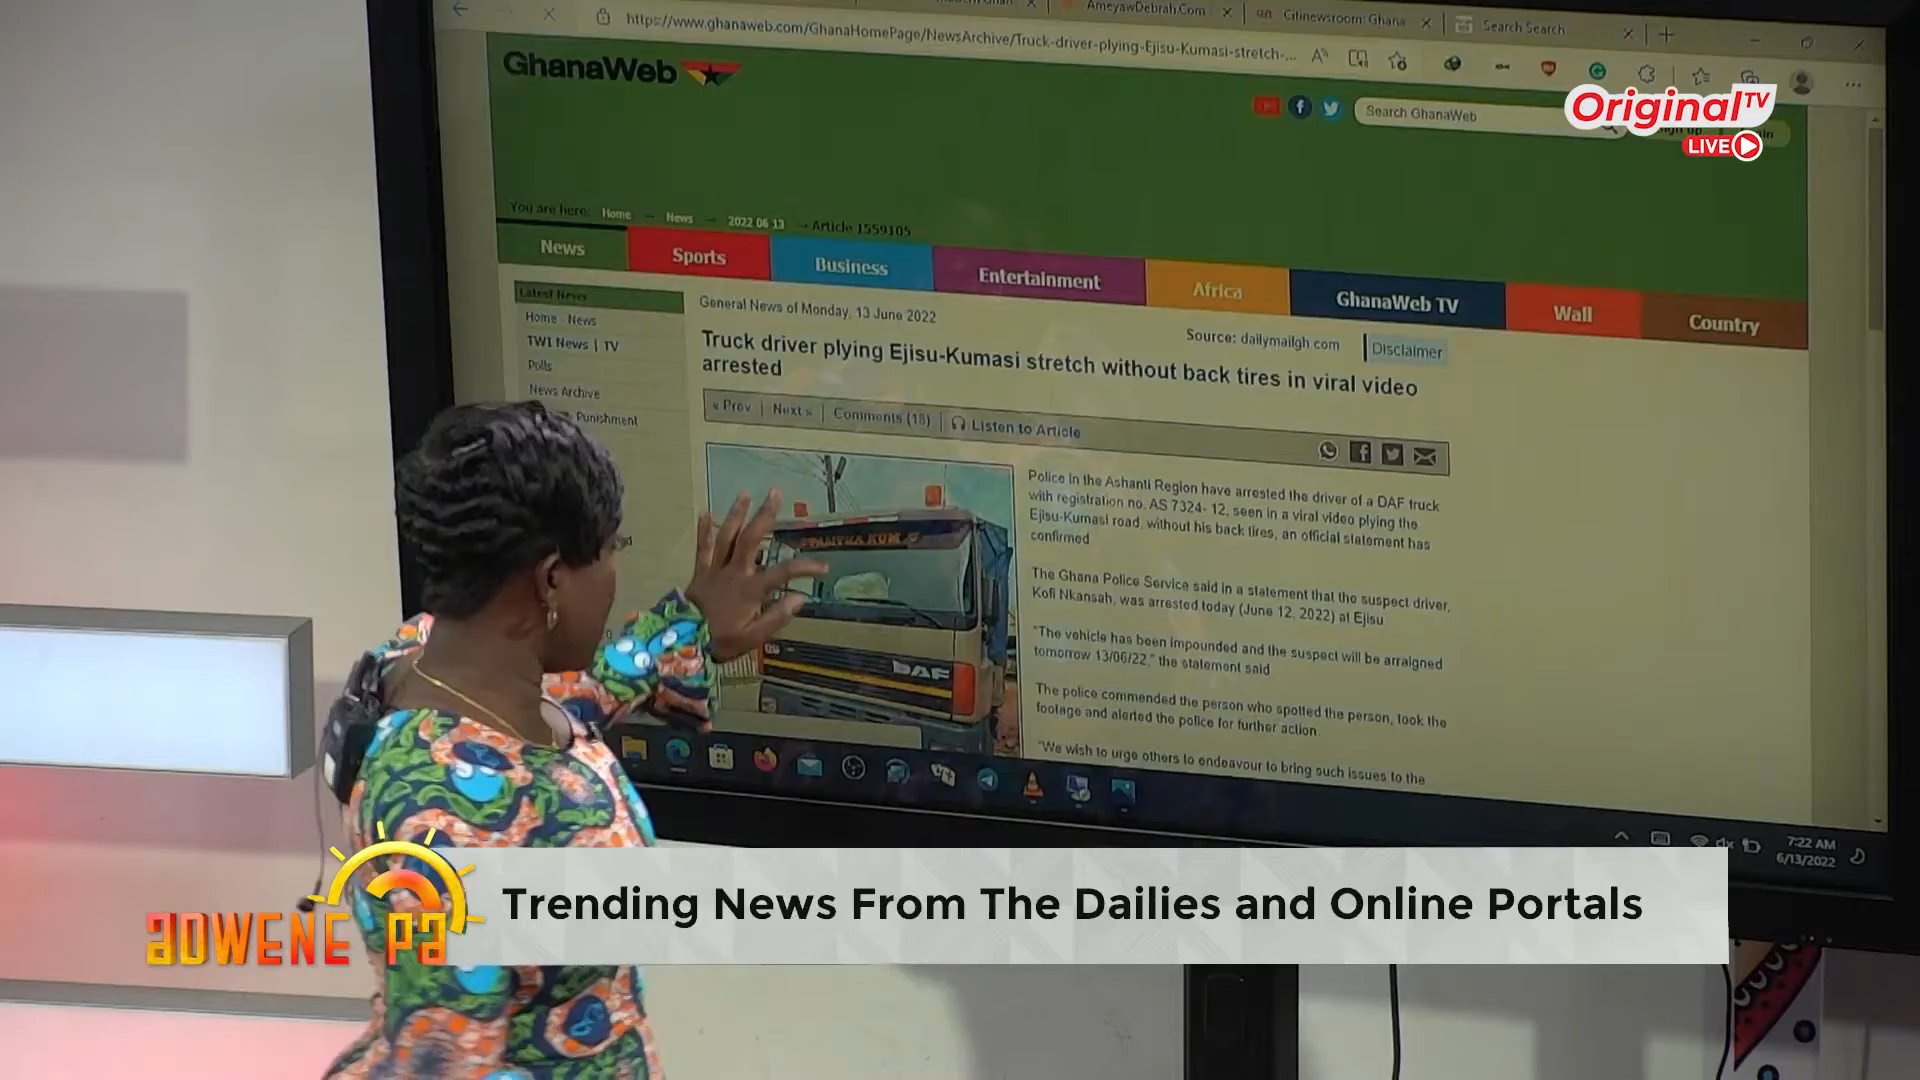 AmeyawDebrah.Com
Citinewsroom: Ghana
Search Search
https://www.ghanaweb.com/GhanaHomePage/NewsArchive/Truck-driver-plying-Ejisu-Kumasi-stretch-...
GhanaWeb
Original TV
LIVE
Search GhanaWeb
You are here: Home → News → 2022 06 13 → Article 1559105
News
Sports
Business
Entertainment
Africa
GhanaWeb TV
Wall
Country
Latest News
Home - News
TWI News | TV
Polls
News Archive
Punishment
General News of Monday, 13 June 2022
Source: dailymailgh.com
Disclaimer
Truck driver plying Ejisu-Kumasi stretch without back tires in viral video
arrested
« Prev | Next » | Comments (18) | Listen to Article
Police in the Ashanti Region have arrested the driver of a DAF truck
with registration no. AS 7324- 12, seen in a viral video plying the
Ejisu-Kumasi road, without his back tires, an official statement has
confirmed
The Ghana Police Service said in a statement that the suspect driver,
Kofi Nkansah, was arrested today (June 12, 2022) at Ejisu
"The vehicle has been impounded and the suspect will be arraigned
tomorrow 13/06/22," the statement said
The police commended the person who spotted the person, took the
footage and alerted the police for further action.
"We wish to urge others to endeavour to bring such issues to the
DAF
7:22 AM
6/13/2022
ADWENE PA
Trending News From The Dailies and Online Portals